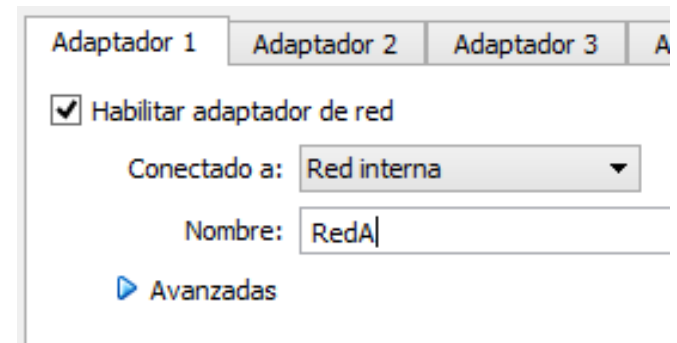 Adaptador 1 Adaptador 2 Adaptador 3 A
Habilitar adaptador de red
Conectado a: Red interna
Nombre: RedA
Avanzadas